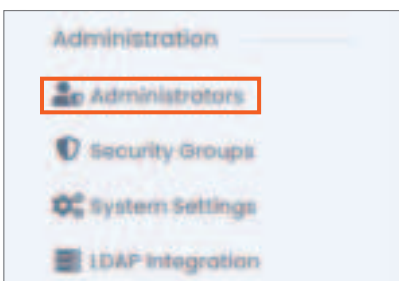 Administration
Administrators
Security Groups
System Settings
LDAP Integration